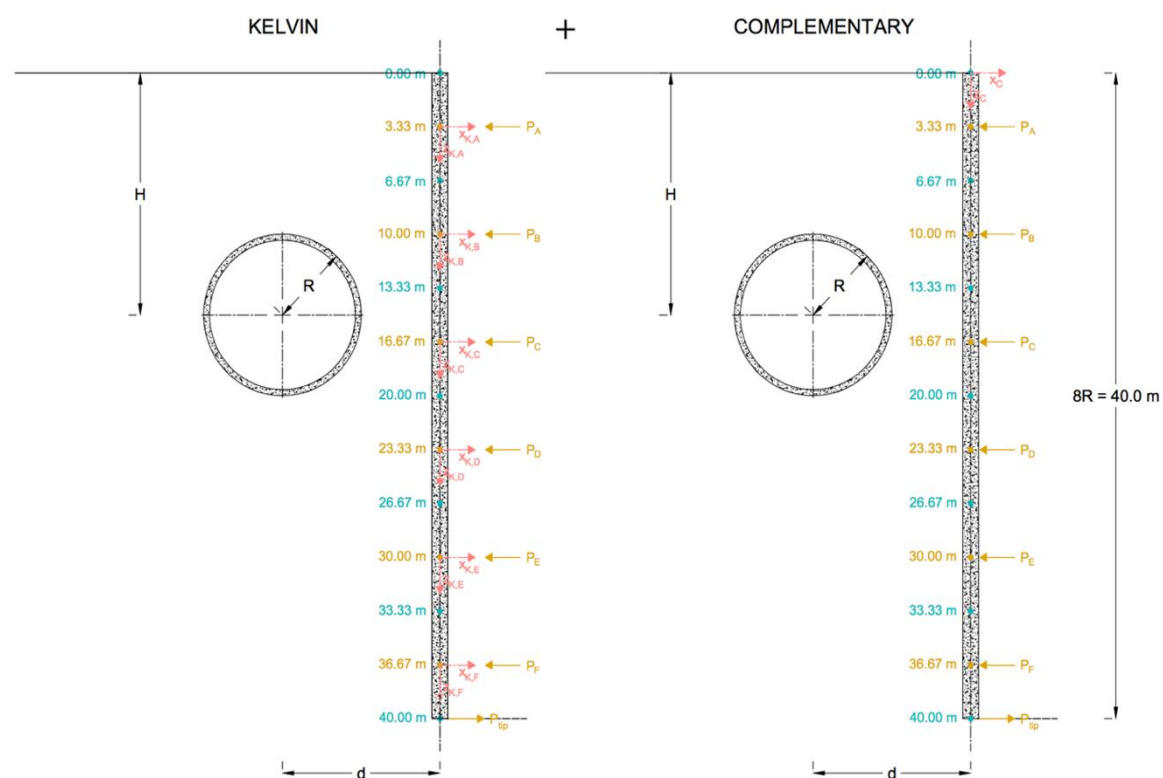 KELVIN + COMPLEMENTARY
0.00 m 0.00 m X_C
3.33 m X_K,A P_A 3.33 m P_A
6.67 m 6.67 m
H H
10.00 m X_K,B P_B 10.00 m P_B
R 13.33 m R 13.33 m
16.67 m X_K,C P_C 16.67 m P_C
20.00 m 20.00 m 8R = 40.0 m
23.33 m X_K,D P_D 23.33 m P_D
26.67 m 26.67 m
30.00 m X_K,E P_E 30.00 m P_E
33.33 m 33.33 m
36.67 m X_K,F P_F 36.67 m P_F
40.00 m P_tip 40.00 m P_tip
d d